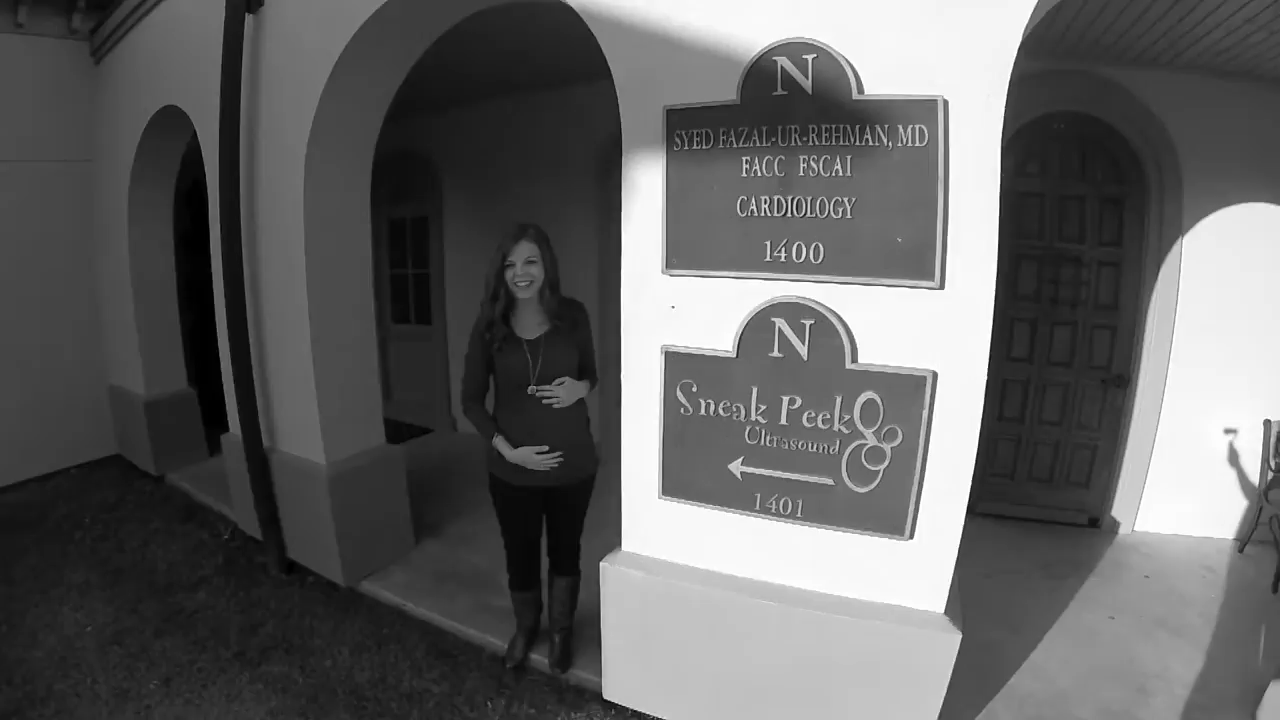 N
SYED FAZAL-UR-REHMAN, MD
FACC FSCAI
CARDIOLOGY
1400
N
Sneak Peek
Ultrasound
1401